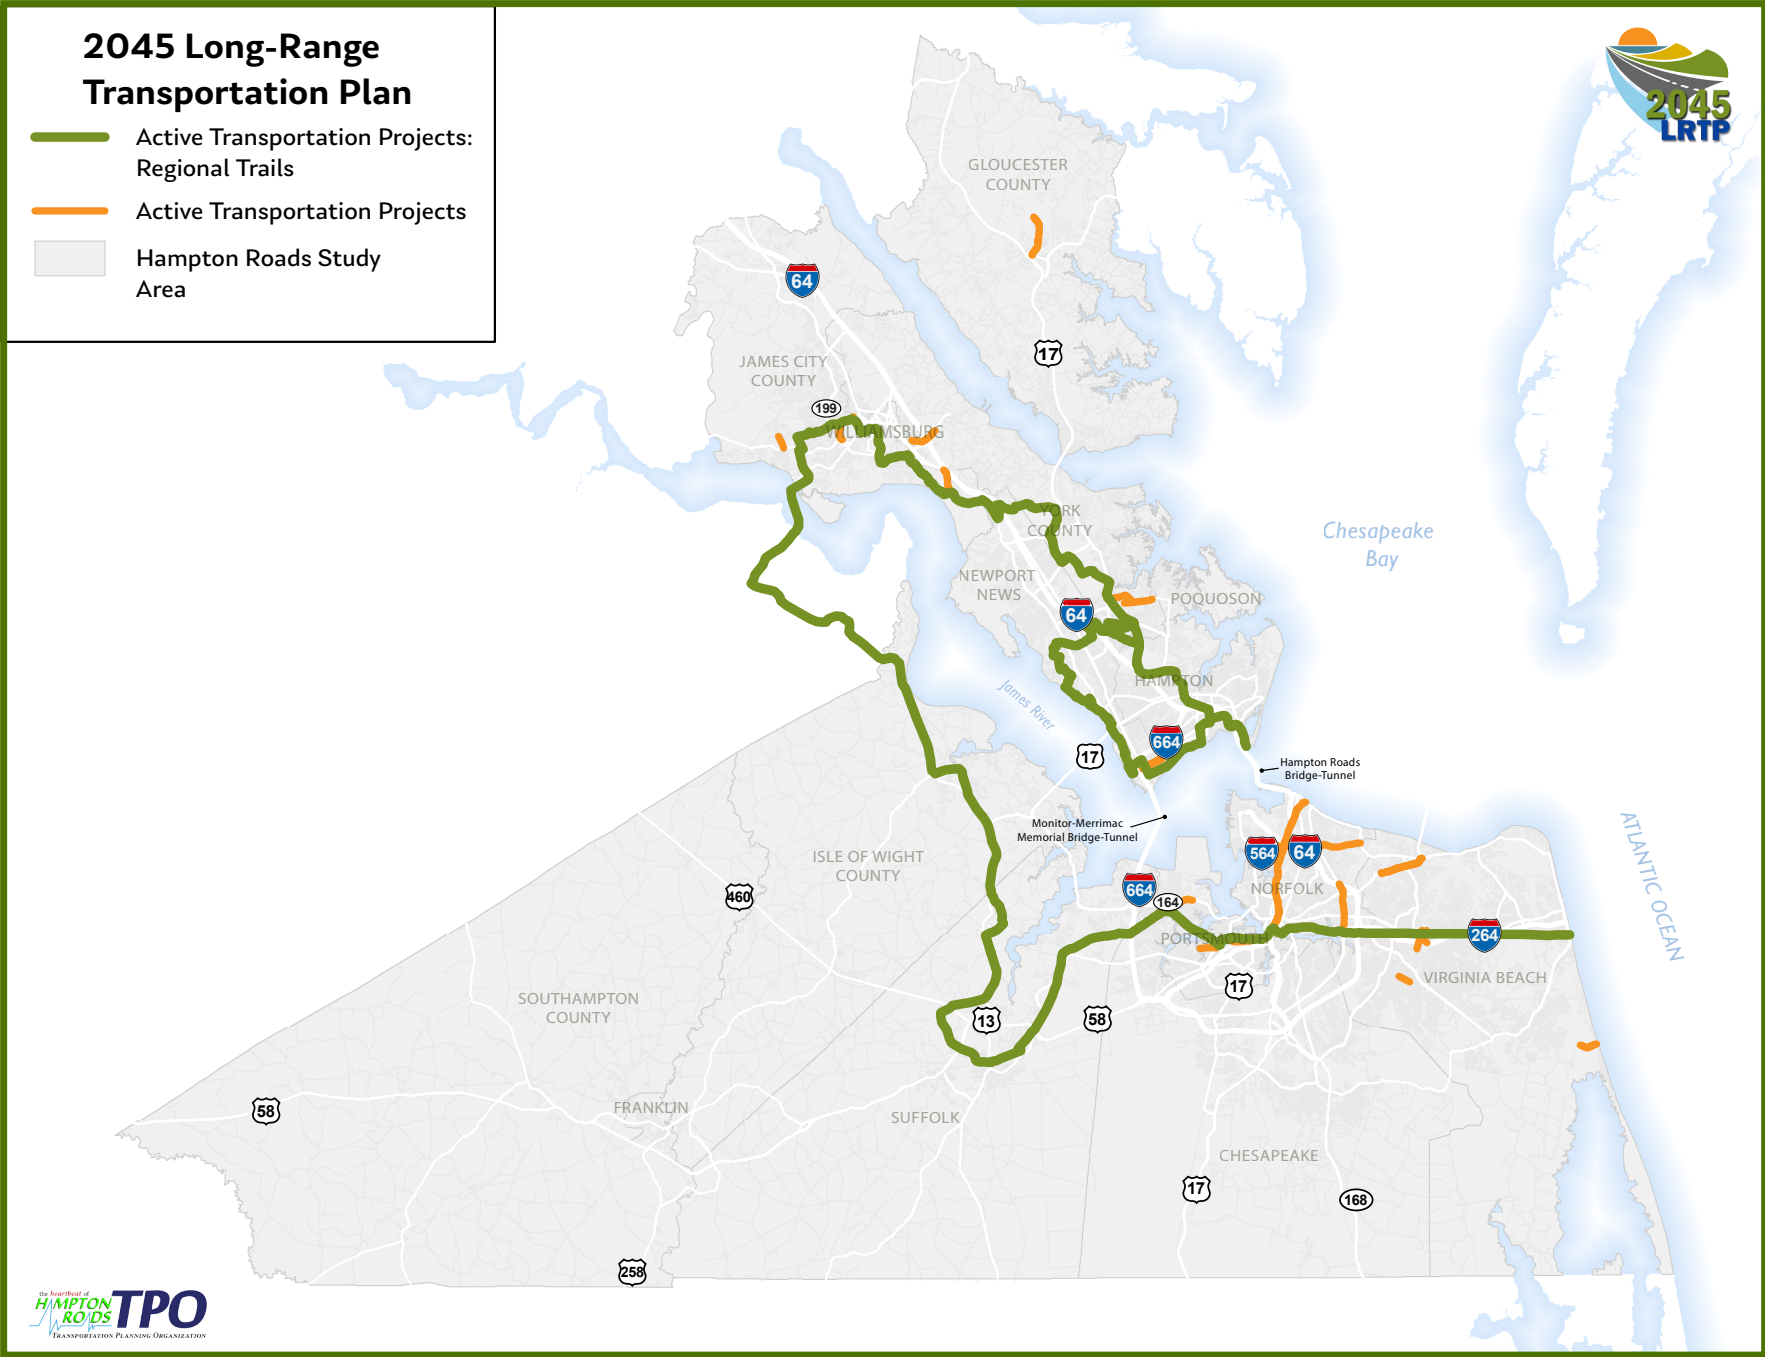 2045 Long-Range
Transportation Plan
Active Transportation Projects:
Regional Trails
Active Transportation Projects
Hampton Roads Study
Area
2045
LRTP
GLOUCESTER
COUNTY
64
17
JAMES CITY
COUNTY
199
WILLIAMSBURG
YORK
COUNTY
Chesapeake
Bay
NEWPORT
NEWS
POQUOSON
64
HAMPTON
James River
664
17
Hampton Roads
Bridge-Tunnel
Monitor-Merrimac
Memorial Bridge-Tunnel
ATLANTIC OCEAN
ISLE OF WIGHT
COUNTY
564
64
460
664
164
NORFOLK
PORTSMOUTH
264
VIRGINIA BEACH
17
SOUTHAMPTON
COUNTY
13
58
58
FRANKLIN
SUFFOLK
CHESAPEAKE
17
168
258
the heartbeat of
HAMPTON
ROADS
TPO
TRANSPORTATION PLANNING ORGANIZATION